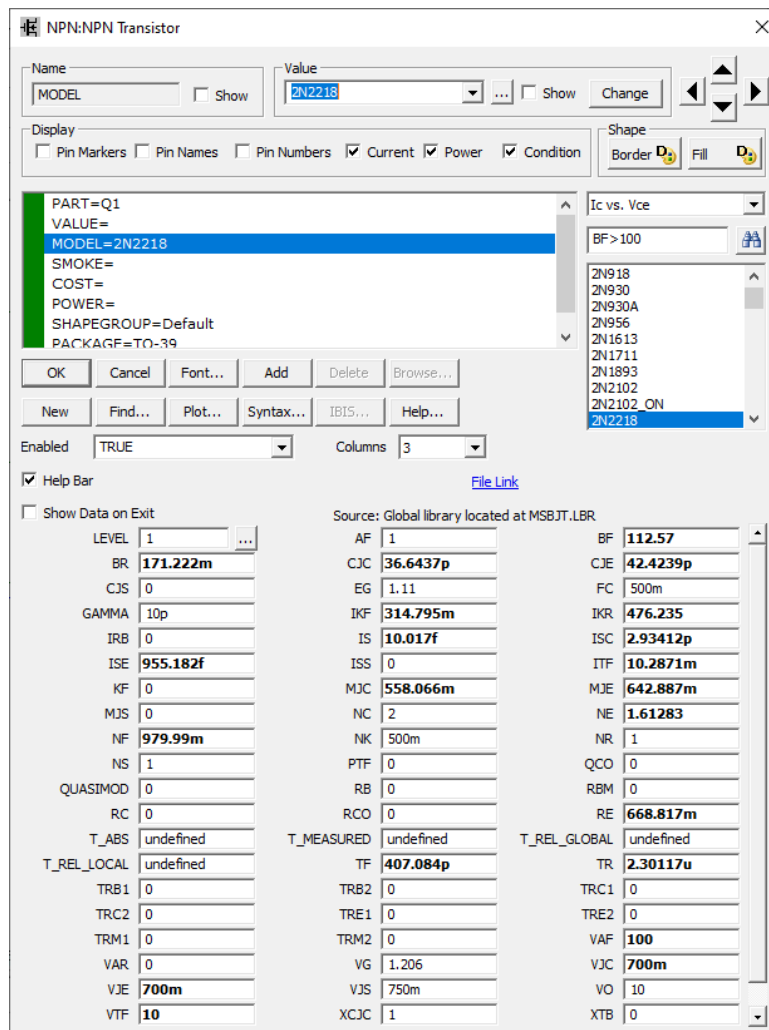 NPN:NPN Transistor
Name
MODEL
Show
Value
2N2218
...
Show
Change
Display
Pin Markers
Pin Names
Pin Numbers
Current
Power
Condition
Shape
Border
Fill
PART=Q1
VALUE=
MODEL=2N2218
SMOKE=
COST=
POWER=
SHAPEGROUP=Default
PACKAGE=TO-39
Ic vs. Vce
BF>100
2N918
2N930
2N930A
2N956
2N1613
2N1711
2N1893
2N2102
2N2102_ON
2N2218
OK Cancel Font... Add Delete Browse...
New Find... Plot... Syntax... IBIS... Help...
Enabled TRUE Columns 3
Help Bar File Link
Show Data on Exit Source: Global library located at MSBJT.LBR
LEVEL 1 ... AF 1 BF 112.57
BR 171.222m CJC 36.6437p CJE 42.4239p
CJS 0 EG 1.11 FC 500m
GAMMA 10p IKF 314.795m IKR 476.235
IRB 0 IS 10.017f ISC 2.93412p
ISE 955.182f ISS 0 ITF 10.2871m
KF 0 MJC 558.066m MJE 642.887m
MJS 0 NC 2 NE 1.61283
NF 979.99m NK 500m NR 1
NS 1 PTF 0 QCO 0
QUASIMOD 0 RB 0 RBM 0
RC 0 RCO 0 RE 668.817m
T_ABS undefined T_MEASURED undefined T_REL_GLOBAL undefined
T_REL_LOCAL undefined TF 407.084p TR 2.30117u
TRB1 0 TRB2 0 TRC1 0
TRC2 0 TRE1 0 TRE2 0
TRM1 0 TRM2 0 VAF 100
VAR 0 VG 1.206 VJC 700m
VJE 700m VJS 750m VO 10
VTF 10 XCJC 1 XTB 0